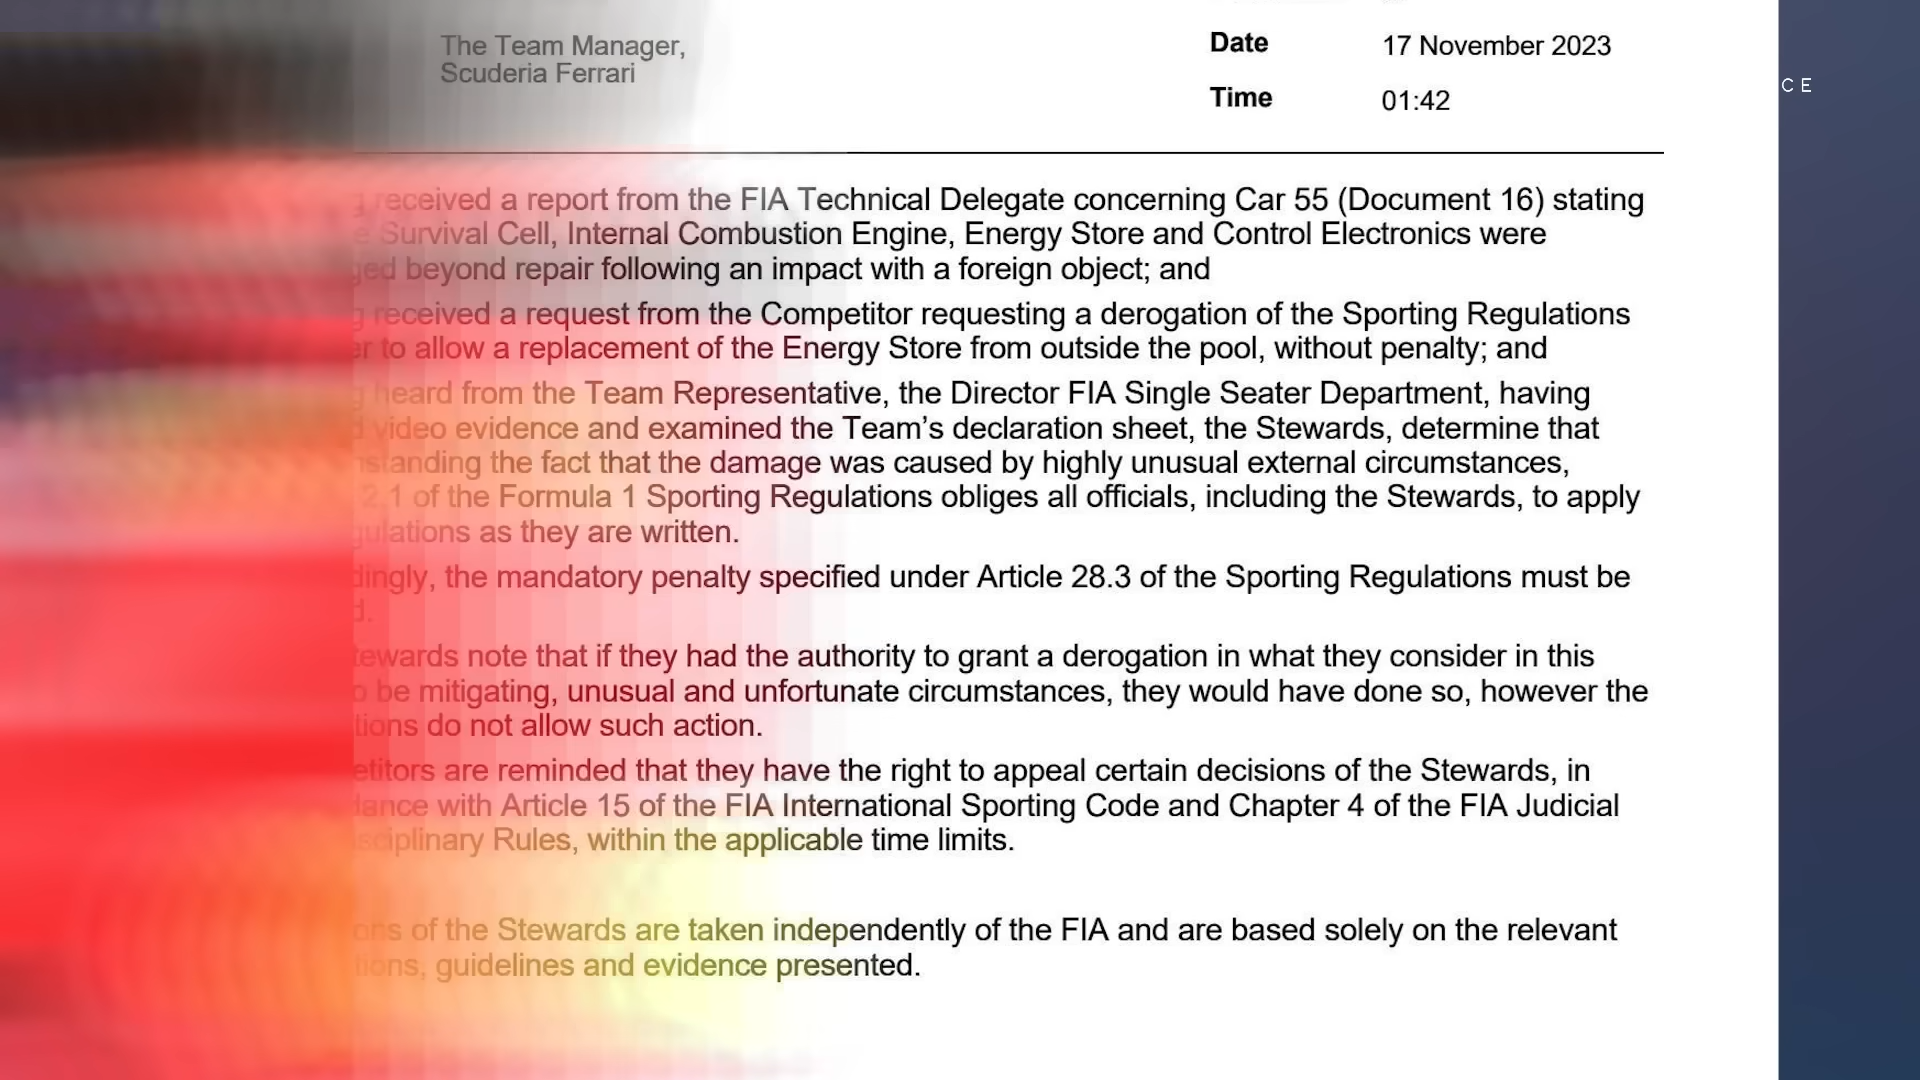 The Team Manager,
Scuderia Ferrari
Date 17 November 2023
Time 01:42
CE
received a report from the FIA Technical Delegate concerning Car 55 (Document 16) stating
Survival Cell, Internal Combustion Engine, Energy Store and Control Electronics were
beyond repair following an impact with a foreign object; and
received a request from the Competitor requesting a derogation of the Sporting Regulations
to allow a replacement of the Energy Store from outside the pool, without penalty; and
heard from the Team Representative, the Director FIA Single Seater Department, having
video evidence and examined the Team's declaration sheet, the Stewards, determine that
the fact that the damage was caused by highly unusual external circumstances,
2.1 of the Formula 1 Sporting Regulations obliges all officials, including the Stewards, to apply
as they are written.
the mandatory penalty specified under Article 28.3 of the Sporting Regulations must be
note that if they had the authority to grant a derogation in what they consider in this
be mitigating, unusual and unfortunate circumstances, they would have done so, however the
do not allow such action.
are reminded that they have the right to appeal certain decisions of the Stewards, in
with Article 15 of the FIA International Sporting Code and Chapter 4 of the FIA Judicial
Rules, within the applicable time limits.
of the Stewards are taken independently of the FIA and are based solely on the relevant
guidelines and evidence presented.